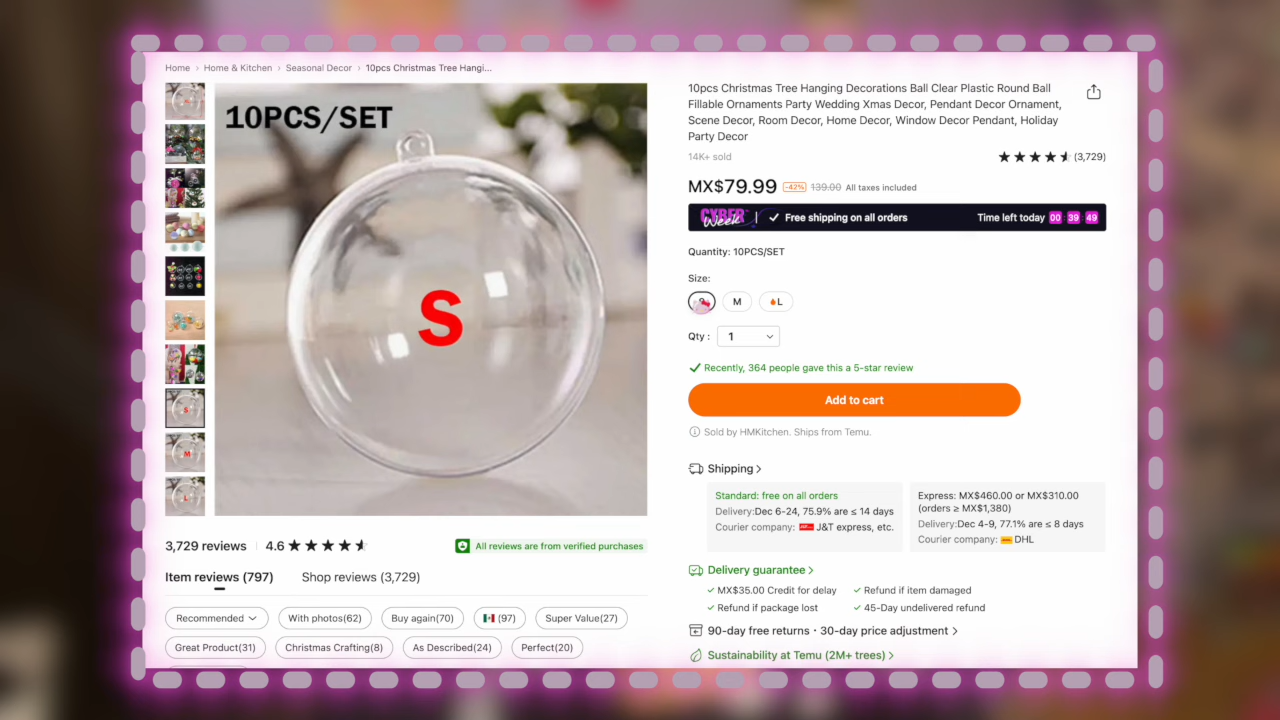 Home > Home & Kitchen > Seasonal Decor > 10pcs Christmas Tree Hangi...
10PCS/SET
S
S
M
L
3,729 reviews
4.6
All reviews are from verified purchases
Item reviews (797)
Shop reviews (3,729)
Recommended
With photos(62)
Buy again(70)
(97)
Super Value(27)
Great Product(31)
Christmas Crafting(8)
As Described(24)
Perfect(20)
10pcs Christmas Tree Hanging Decorations Ball Clear Plastic Round Ball
Fillable Ornaments Party Wedding Xmas Decor, Pendant Decor Ornament,
Scene Decor, Room Decor, Home Decor, Window Decor Pendant, Holiday
Party Decor
14K+ sold
(3,729)
MX$79.99 -42% 139.00 All taxes included
CYBER Week
Free shipping on all orders
Time left today 00 39 49
Quantity: 10PCS/SET
Size:
M
L
Qty : 1
Recently, 364 people gave this a 5-star review
Add to cart
Sold by HMKitchen. Ships from Temu.
Shipping >
Standard: free on all orders
Delivery:Dec 6-24, 75.9% are ≤ 14 days
Courier company: J&T express, etc.
Express: MX$460.00 or MX$310.00
(orders ≥ MX$1,380)
Delivery:Dec 4-9, 77.1% are ≤ 8 days
Courier company: DHL
Delivery guarantee >
MX$35.00 Credit for delay
Refund if item damaged
Refund if package lost
45-Day undelivered refund
90-day free returns · 30-day price adjustment >
Sustainability at Temu (2M+ trees) >